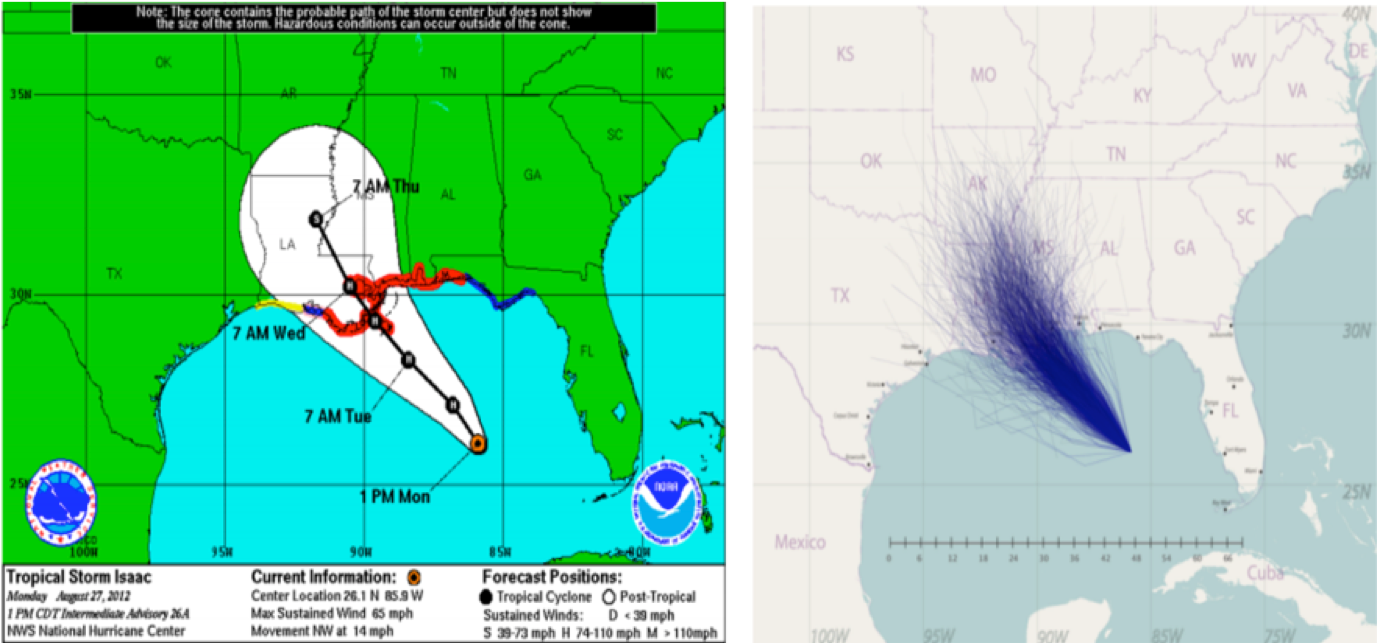 Note: The core contains the probable path of the storm center but does not show
the size of the storm. Hazardous conditions can occur outside of the cone.
OK
TN
NC
AR
35N
SC
GA
AL
MS
7 AM Thu
S
LA
TX
H
30N
H
7 AM Wed
FL
H
7 AM Tue
H
1 PM Mon
25N
NOAA
100W
95W
90W
85W
80W
Tropical Storm Isaac
Monday August 27, 2012
1 PM CDT Intermediate Advisory 26A
NWS National Hurricane Center
Current Information:
Center Location 26.1 N 85.9 W
Max Sustained Wind 65 mph
Movement NW at 14 mph
Forecast Positions:
Tropical Cyclone Post-Tropical
Sustained Winds: D < 39 mph
S 39-73 mph H 74-110 mph M > 110mph
40N
KS
MO
WV
DE
KY
VA
OK
TN
NC
35N
AK
SC
MS
AL
GA
TX
30N
FL
25N
Mexico
0 6 12 18 24 30 36 42 48 54 60 66
Cuba
100W
95W
90W
85W
80W
75W